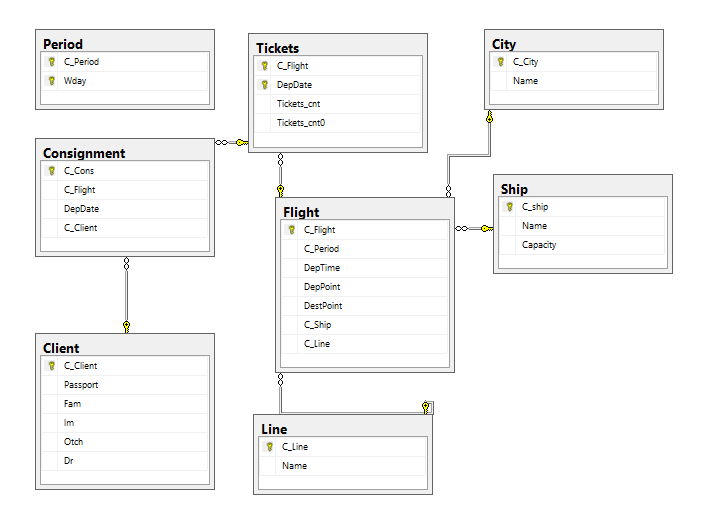 Period
C_Period
Wday
Tickets
C_Flight
DepDate
Tickets_cnt
Tickets_cnt0
City
C_City
Name
Consignment
C_Cons
C_Flight
DepDate
C_Client
Flight
C_Flight
C_Period
DepTime
DepPoint
DestPoint
C_Ship
C_Line
Ship
C_ship
Name
Capacity
Client
C_Client
Passport
Fam
Im
Otch
Dr
Line
C_Line
Name